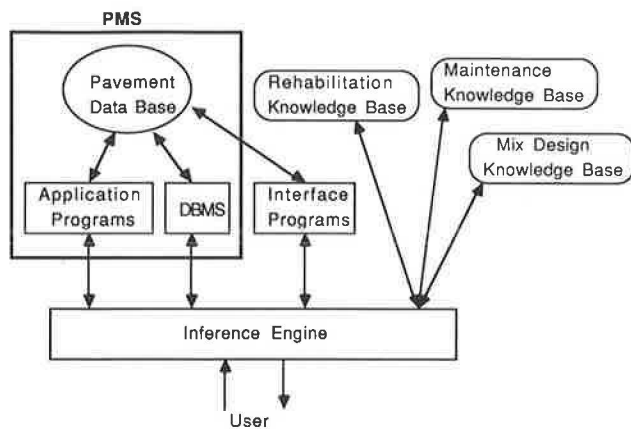 PMS
Pavement
Data Base
Rehabilitation
Knowledge Base
Maintenance
Knowledge Base
Mix Design
Knowledge Base
Application
Programs
DBMS
Interface
Programs
Inference Engine
User